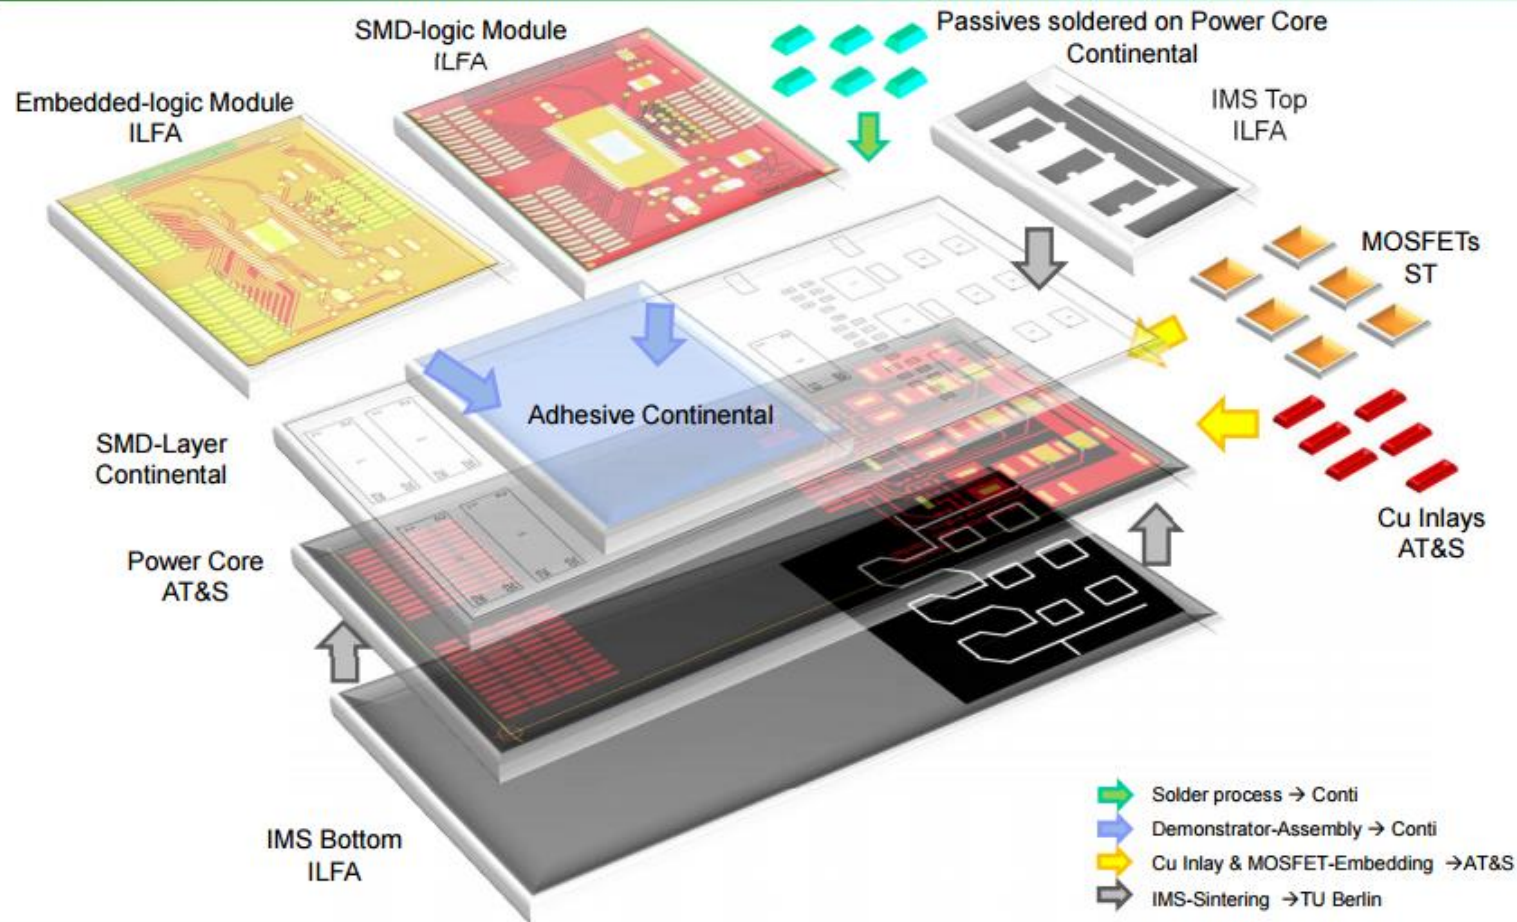 SMD-logic Module
ILFA
Passives soldered on Power Core
Continental
Embedded-logic Module
ILFA
IMS Top
ILFA
MOSFETs
ST
Adhesive Continental
SMD-Layer
Continental
Cu Inlays
AT&S
Power Core
AT&S
IMS Bottom
ILFA
Solder process → Conti
Demonstrator-Assembly → Conti
Cu Inlay & MOSFET-Embedding →AT&S
IMS-Sintering →TU Berlin